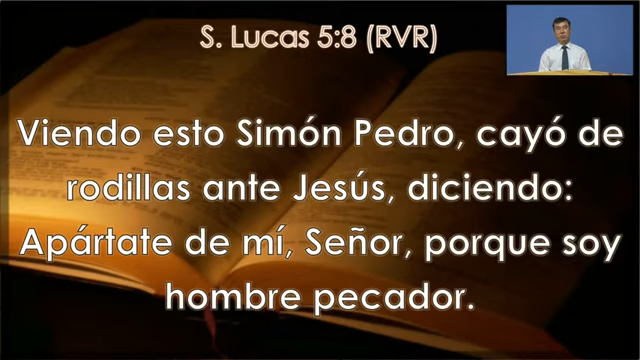 S. Lucas 5:8 (RVR)
Viendo esto Simón Pedro, cayó de
rodillas ante Jesús, diciendo:
Apártate de mí, Señor, porque soy
hombre pecador.